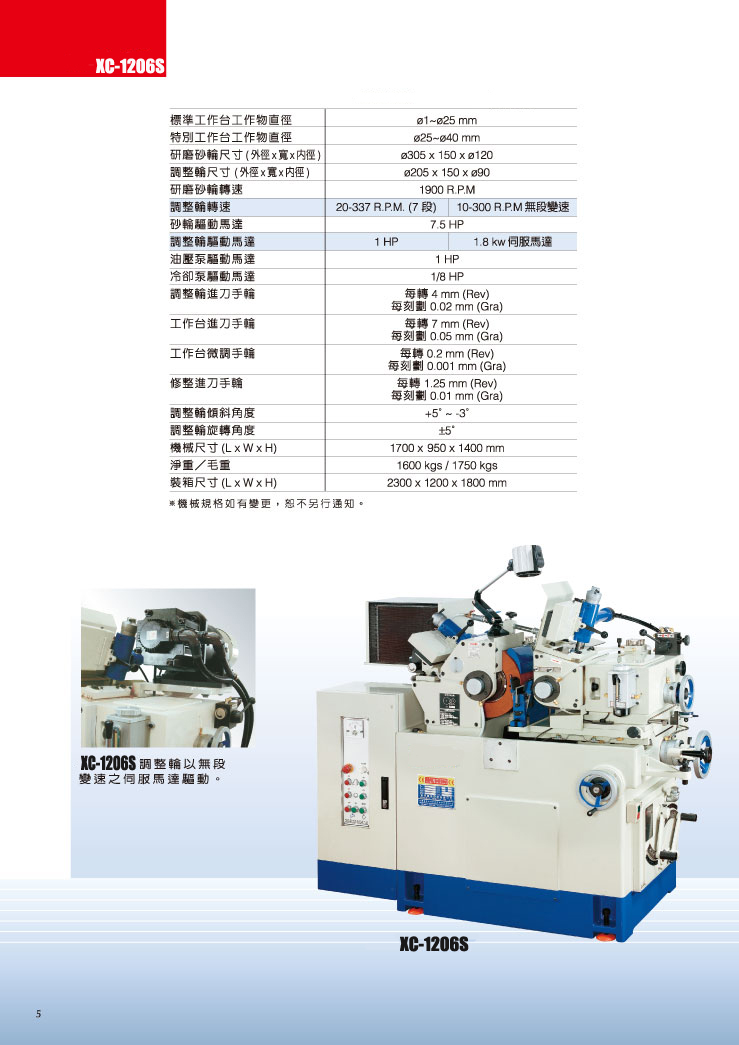 XC-1206S
標準工作台工作物直徑 ø1~ø25 mm
特別工作台工作物直徑 ø25~ø40 mm
研磨砂輪尺寸 (外徑x寬x內徑) ø305 x 150 x ø120
調整輪尺寸 (外徑x寬x內徑) ø205 x 150 x ø90
研磨砂輪轉速 1900 R.P.M
調整輪轉速 20-337 R.P.M. (7 段) 10-300 R.P.M 無段變速
砂輪驅動馬達 7.5 HP
調整輪驅動馬達 1 HP 1.8 kw 伺服馬達
油壓泵驅動馬達 1 HP
冷卻泵驅動馬達 1/8 HP
調整輪進刀手輪 每轉 4 mm (Rev)
每刻劃 0.02 mm (Gra)
工作台進刀手輪 每轉 7 mm (Rev)
每刻劃 0.05 mm (Gra)
工作台微調手輪 每轉 0.2 mm (Rev)
每刻劃 0.001 mm (Gra)
修整進刀手輪 每轉 1.25 mm (Rev)
每刻劃 0.01 mm (Gra)
調整輪傾斜角度 +5˚ ~ -3˚
調整輪旋轉角度 ±5˚
機械尺寸 (L x W x H) 1700 x 950 x 1400 mm
淨重／毛重 1600 kgs / 1750 kgs
裝箱尺寸 (L x W x H) 2300 x 1200 x 1800 mm
※機械規格如有變更，恕不另行通知。
XC-1206S 調整輪以無段
變速之伺服馬達驅動。
XC-1206S
5